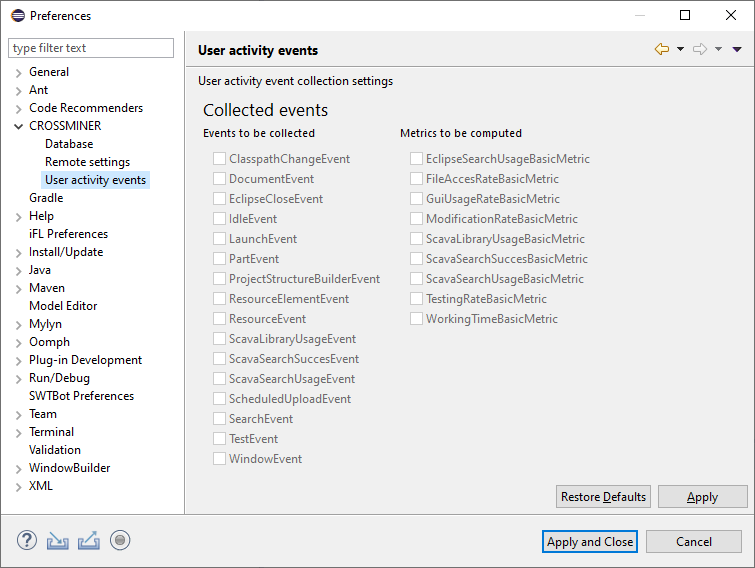 Preferences
type filter text
General
Ant
Code Recommenders
CROSSMINER
Database
Remote settings
User activity events
Gradle
Help
iFL Preferences
Install/Update
Java
Maven
Model Editor
Mylyn
Oomph
Plug-in Development
Run/Debug
SWTBot Preferences
Team
Terminal
Validation
WindowBuilder
XML
User activity events
User activity event collection settings
Collected events
Events to be collected
ClasspathChangeEvent
DocumentEvent
EclipseCloseEvent
IdleEvent
LaunchEvent
PartEvent
ProjectStructureBuilderEvent
ResourceElementEvent
ResourceEvent
ScavaLibraryUsageEvent
ScavaSearchSuccesEvent
ScavaSearchUsageEvent
ScheduledUploadEvent
SearchEvent
TestEvent
WindowEvent
Metrics to be computed
EclipseSearchUsageBasicMetric
FileAccesRateBasicMetric
GuiUsageRateBasicMetric
ModificationRateBasicMetric
ScavaLibraryUsageBasicMetric
ScavaSearchSuccesBasicMetric
ScavaSearchUsageBasicMetric
TestingRateBasicMetric
WorkingTimeBasicMetric
Restore Defaults
Apply
?
Apply and Close
Cancel